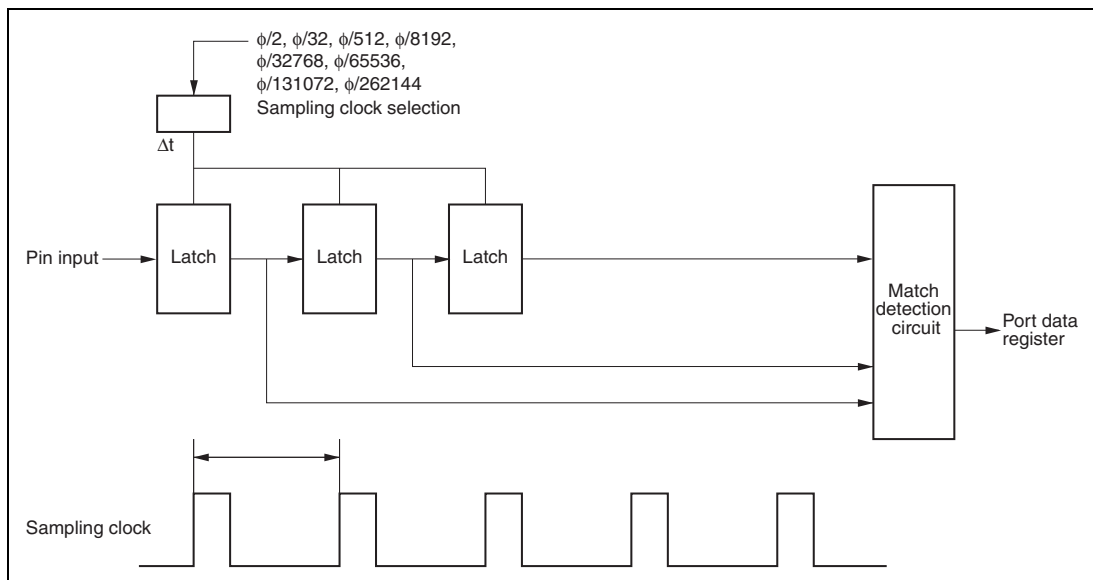 ϕ/2, ϕ/32, ϕ/512, ϕ/8192,
ϕ/32768, ϕ/65536,
ϕ/131072, ϕ/262144
Sampling clock selection
Δt
Pin input
Latch
Latch
Latch
Match
detection
circuit
Port data
register
Sampling clock